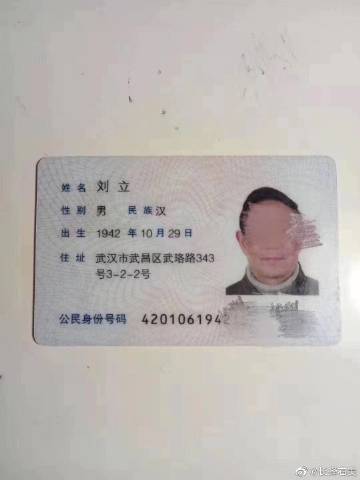 姓名 刘立
性别 男 民族 汉
出生 1942 年 10 月 29 日
住址 武汉市武昌区武珞路343
号3-2-2号
公民身份号码 4201061942